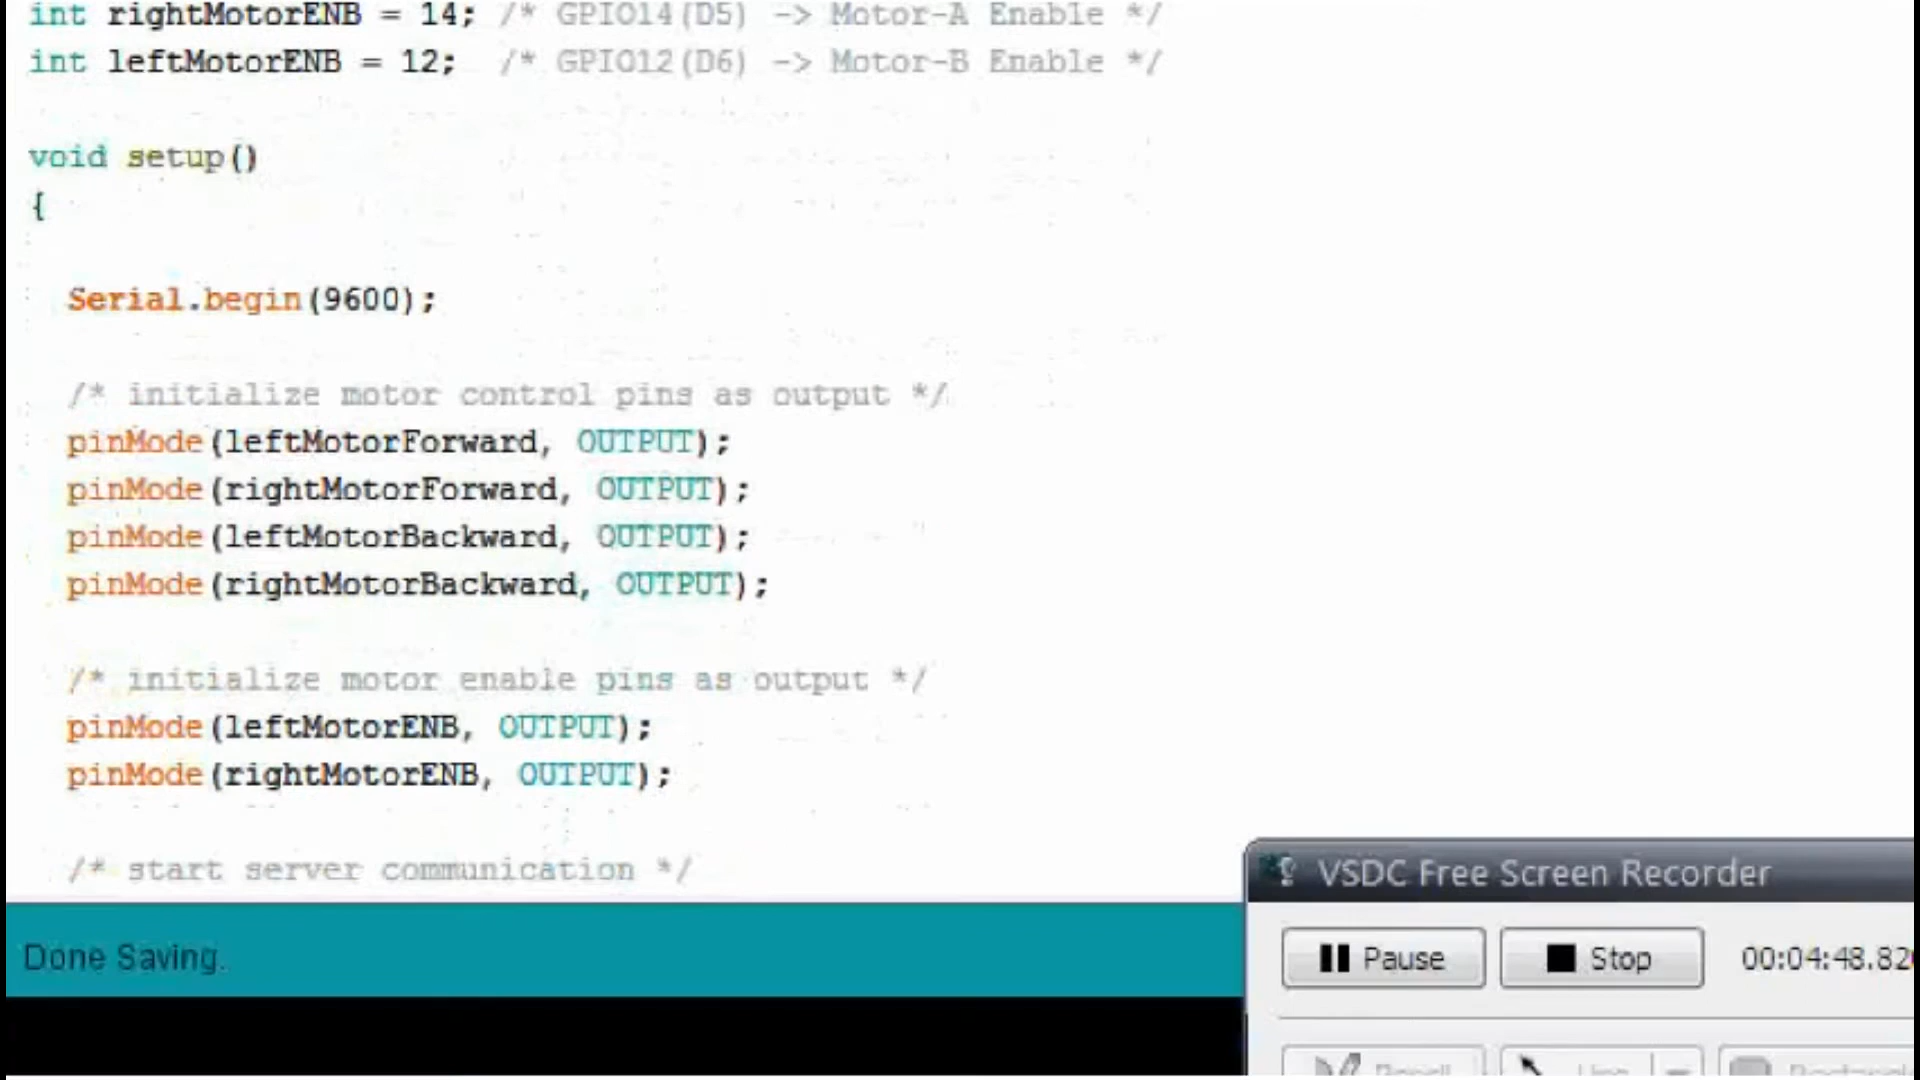 int rightMotorENB = 14; /* GPIO14(D5) -> Motor-A Enable */
int leftMotorENB = 12;  /* GPIO12(D6) -> Motor-B Enable */
void setup()
{
Serial.begin(9600);
/* initialize motor control pins as output */
pinMode(leftMotorForward, OUTPUT);
pinMode(rightMotorForward, OUTPUT);
pinMode(leftMotorBackward, OUTPUT);
pinMode(rightMotorBackward, OUTPUT);
/* initialize motor enable pins as output */
pinMode(leftMotorENB, OUTPUT);
pinMode(rightMotorENB, OUTPUT);
/* start server communication */
Done Saving.
VSDC Free Screen Recorder
Pause Stop 00:04:48.82